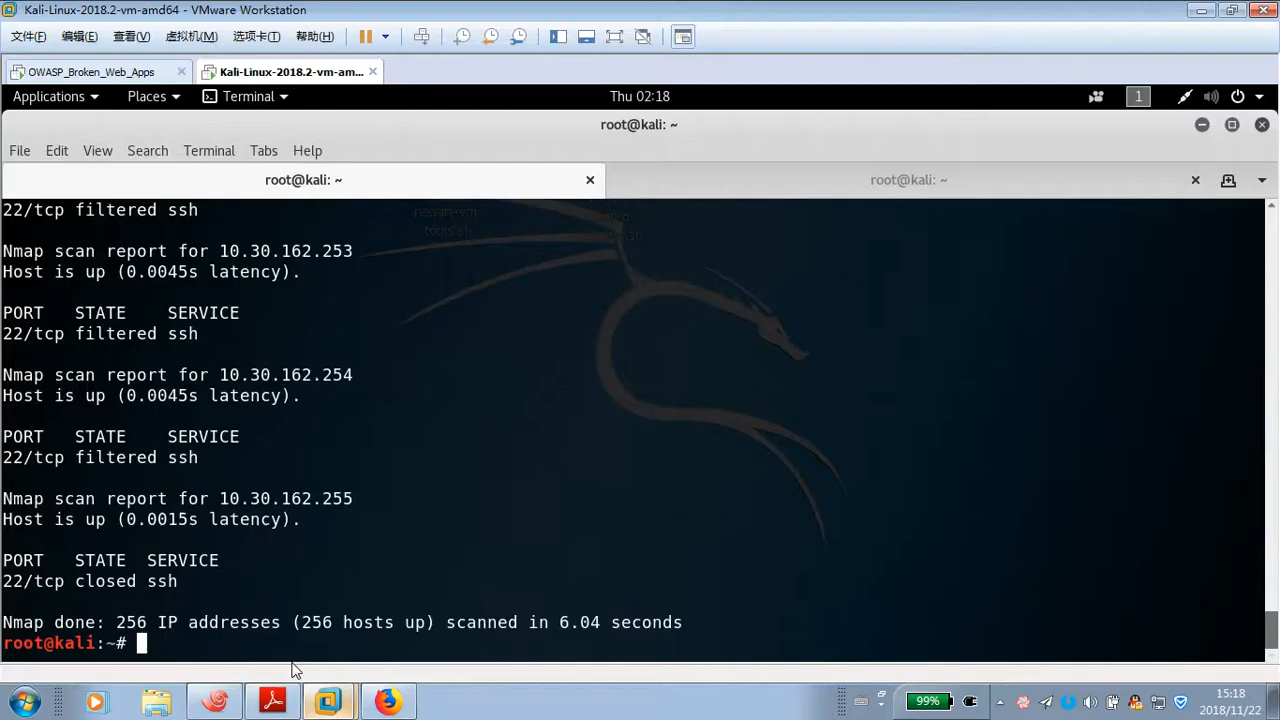 Kali-Linux-2018.2-vm-amd64 - VMware Workstation
文件(F) 编辑(E) 查看(V) 虚拟机(M) 选项卡(T) 帮助(H)
OWASP_Broken_Web_Apps Kali-Linux-2018.2-vm-am...
Applications Places Terminal Thu 02:18 1
root@kali: ~
File Edit View Search Terminal Tabs Help
root@kali: ~ root@kali: ~
22/tcp filtered ssh
Nmap scan report for 10.30.162.253
Host is up (0.0045s latency).
PORT STATE SERVICE
22/tcp filtered ssh
Nmap scan report for 10.30.162.254
Host is up (0.0045s latency).
PORT STATE SERVICE
22/tcp filtered ssh
Nmap scan report for 10.30.162.255
Host is up (0.0015s latency).
PORT STATE SERVICE
22/tcp closed ssh
Nmap done: 256 IP addresses (256 hosts up) scanned in 6.04 seconds
root@kali:~#
99% 15:18
2018/11/22